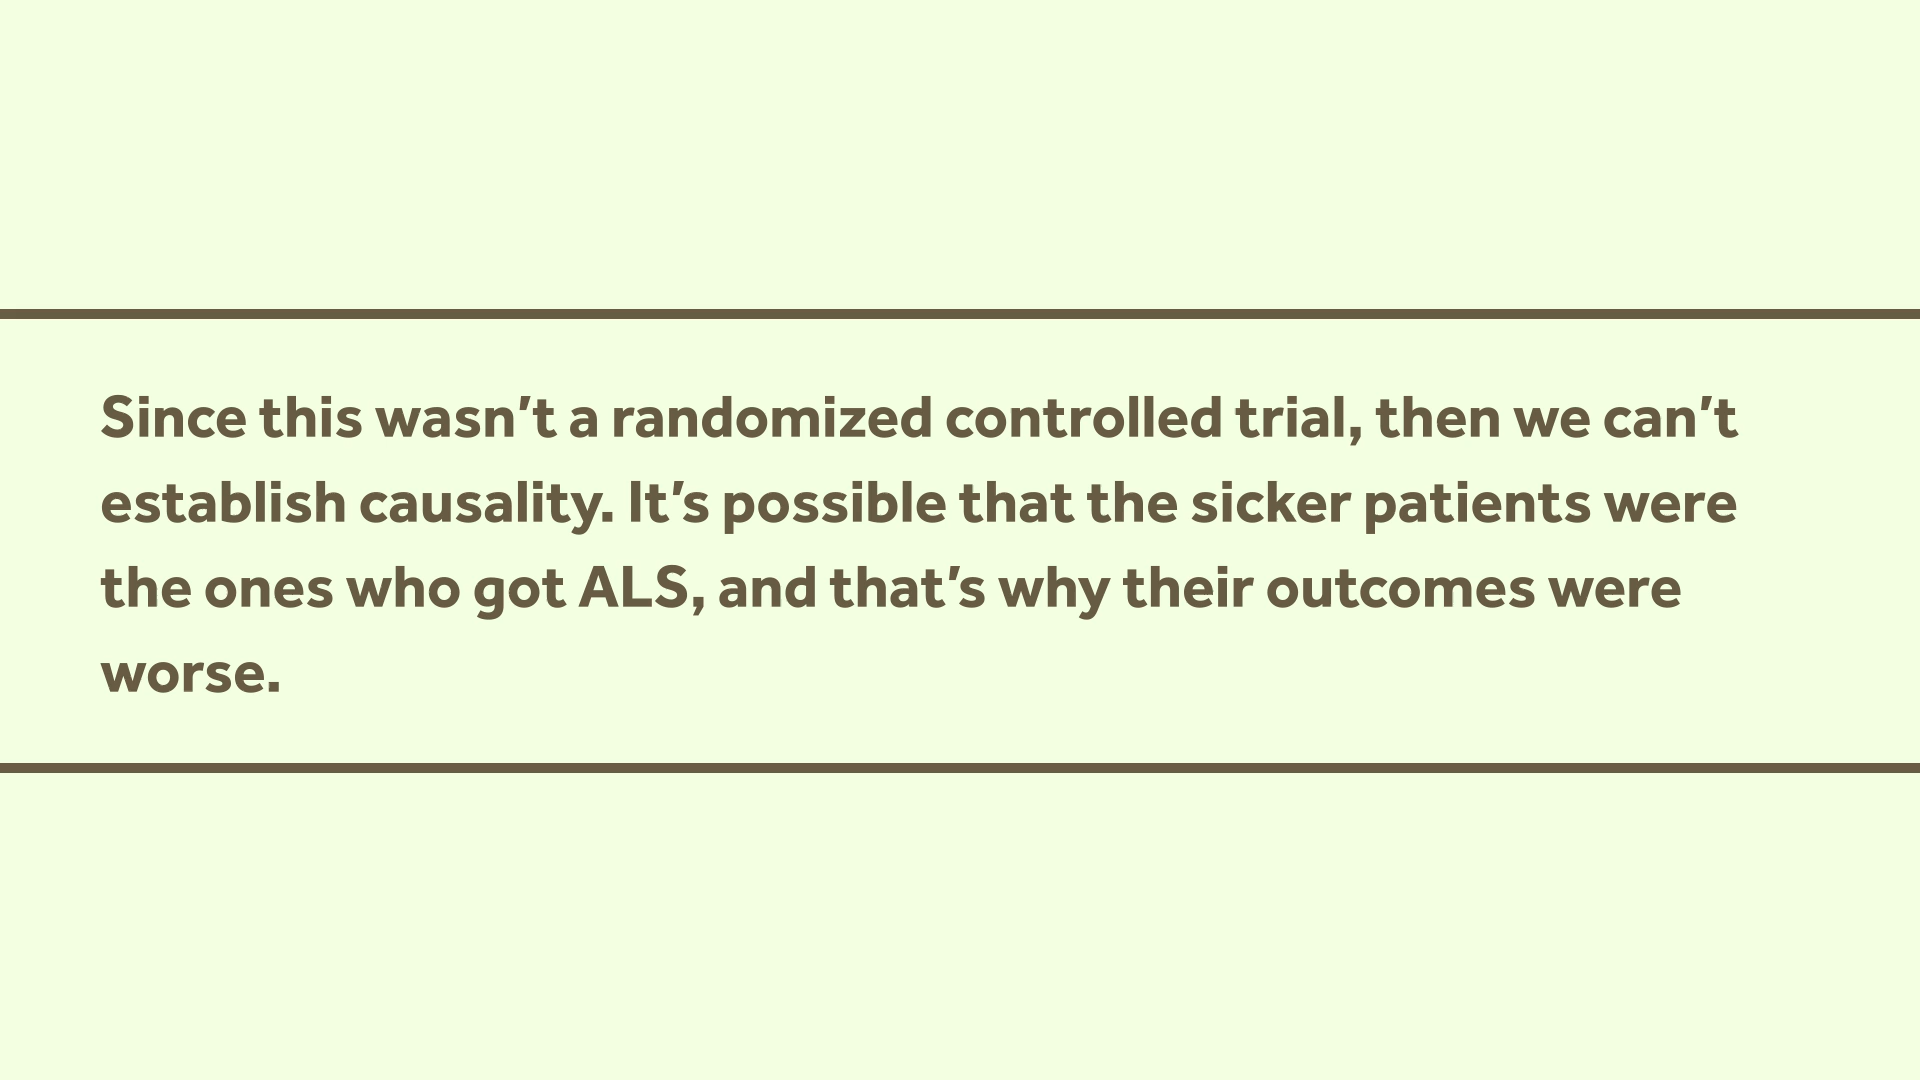 Since this wasn’t a randomized controlled trial, then we can’t
establish causality. It’s possible that the sicker patients were
the ones who got ALS, and that’s why their outcomes were
worse.